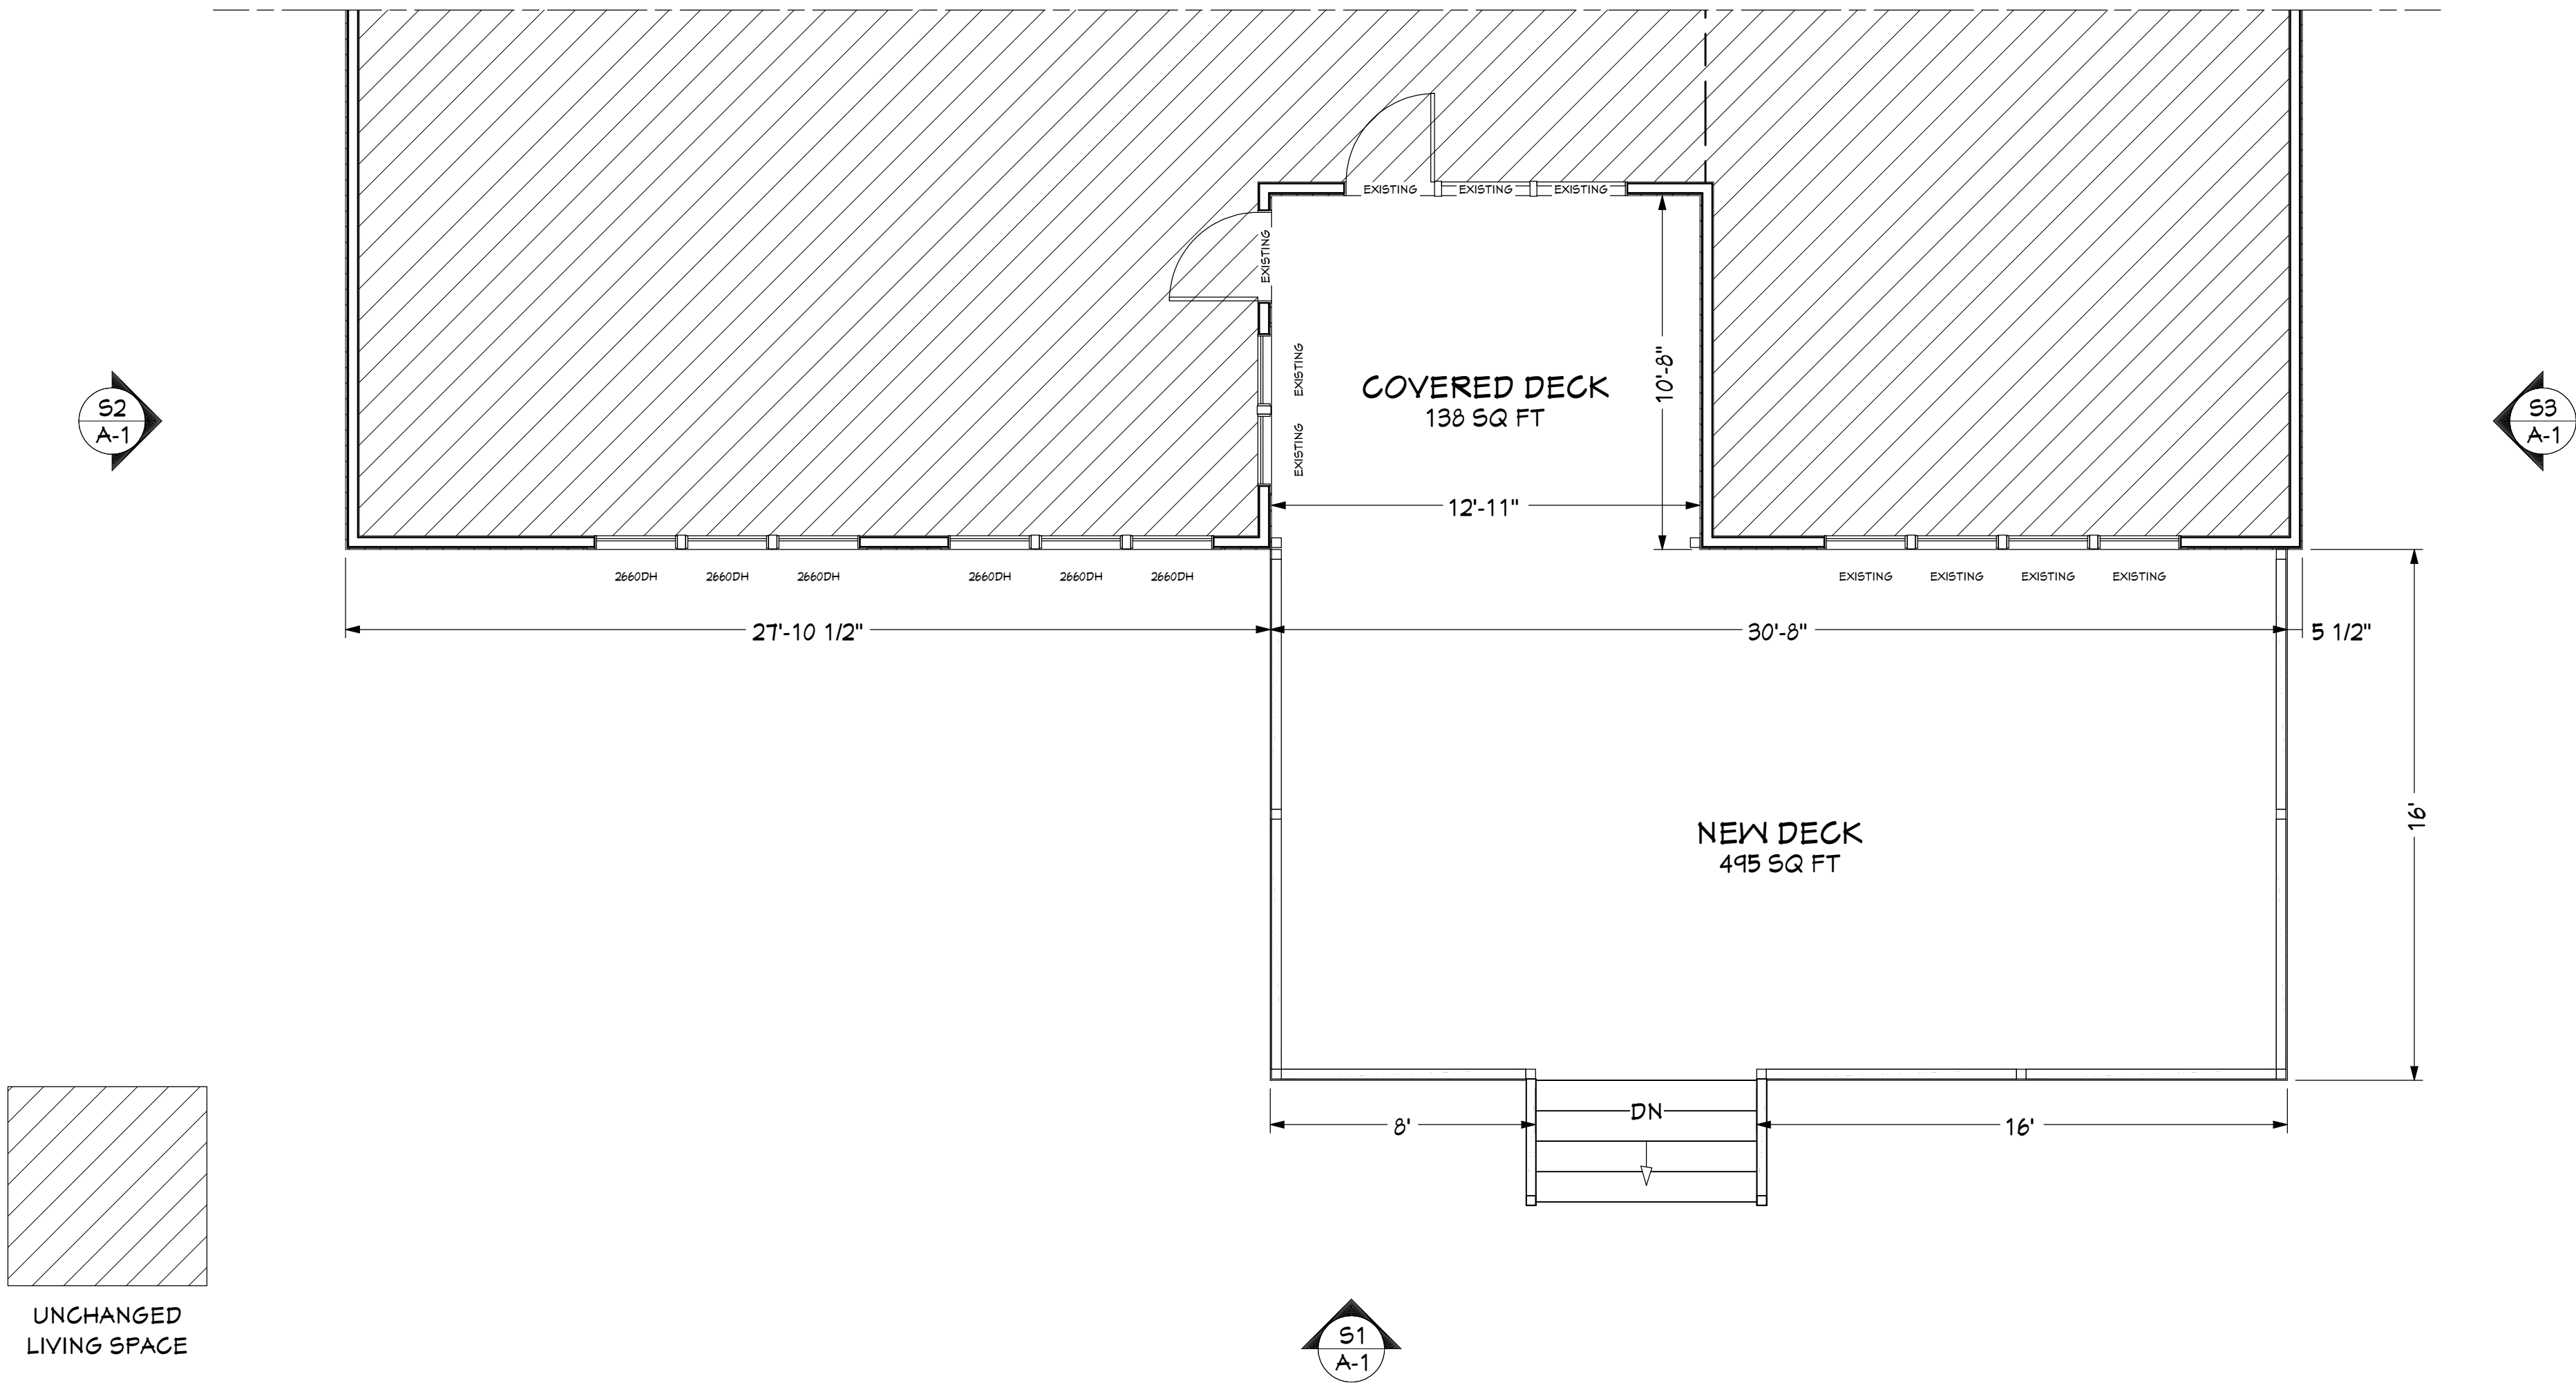 EXISTING
EXISTING
EXISTING
EXISTING
EXISTING
EXISTING
COVERED DECK
138 SQ FT
10'-8"
12'-11"
S2
A-1
S3
A-1
2660DH
2660DH
2660DH
2660DH
2660DH
2660DH
EXISTING
EXISTING
EXISTING
EXISTING
27'-10 1/2"
30'-8"
5 1/2"
NEW DECK
495 SQ FT
16'
DN
8'
16'
UNCHANGED
LIVING SPACE
S1
A-1